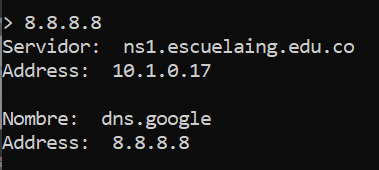 > 8.8.8.8
Servidor:  ns1.escuelaing.edu.co
Address:  10.1.0.17
Nombre:  dns.google
Address:  8.8.8.8